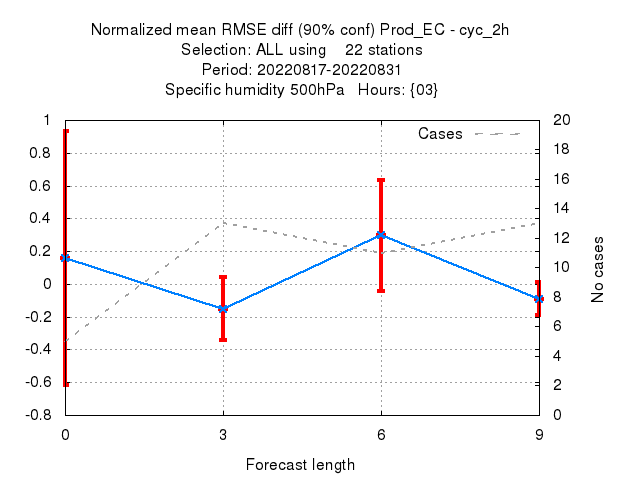 Normalized mean RMSE diff (90% conf) Prod_EC - cyc_2h
Selection: ALL using    22 stations
Period: 20220817-20220831
Specific humidity 500hPa   Hours: {03}
Cases
1
0.8
0.6
0.4
0.2
0
-0.2
-0.4
-0.6
-0.8
20
18
16
14
12
10
8
6
4
2
0
No cases
0 3 6 9
Forecast length